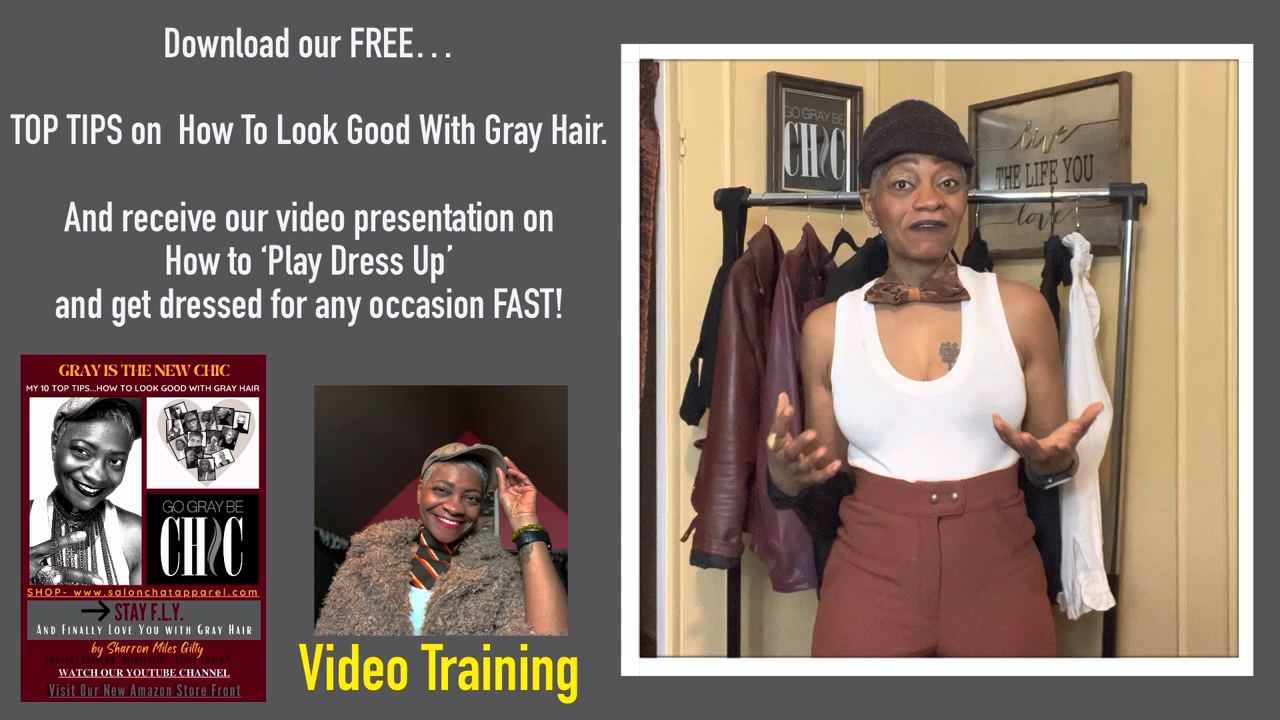 Download our FREE...
TOP TIPS on How To Look Good With Gray Hair.
And receive our video presentation on
How to ‘Play Dress Up’
and get dressed for any occasion FAST!
GRAY IS THE NEW CHIC
MY 10 TOP TIPS...HOW TO LOOK GOOD WITH GRAY HAIR
GO GRAY BE
CHIC
SHOP- www.salonchatapparel.com
STAY F.L.Y.
AND FINALLY LOVE YOU WITH GRAY HAIR
by Sharron Miles Gilty
WATCH OUR YOUTUBE CHANNEL
Visit Our New Amazon Store Front
Video Training
GO GRAY BE
CHIC
live
THE LIFE YOU
love